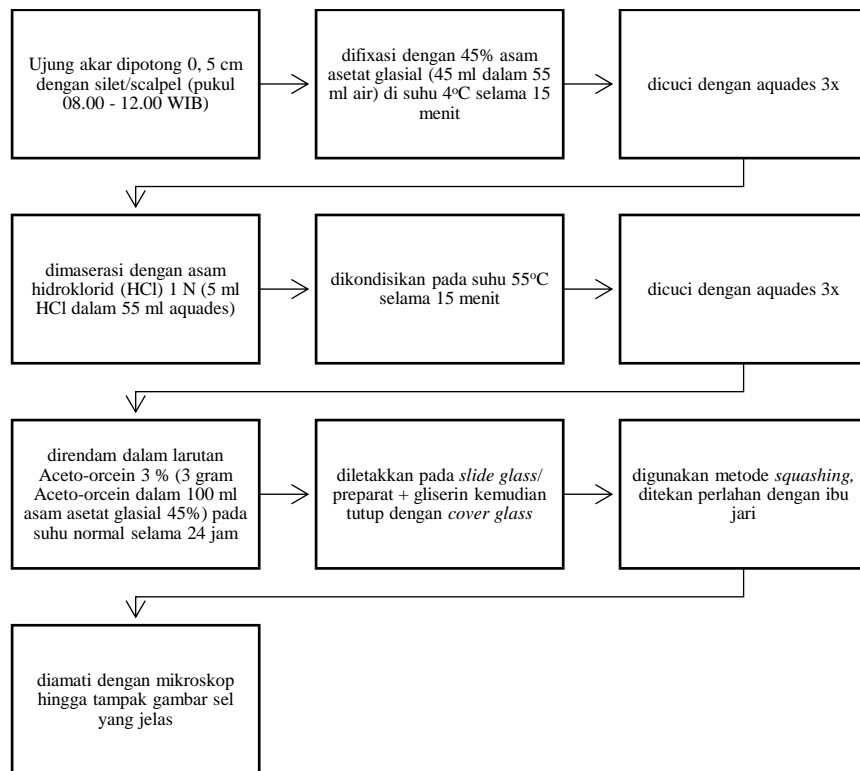 Ujung akar dipotong 0, 5 cm
dengan silet/scalpel (pukul
08.00 - 12.00 WIB)
difixasi dengan 45% asam
asetat glasial (45 ml dalam 55
ml air) di suhu 4°C selama 15
menit
dicuci dengan aquades 3x
dimaserasi dengan asam
hidroklorid (HCl) 1 N (5 ml
HCl dalam 55 ml aquades)
dikondisikan pada suhu 55°C
selama 15 menit
dicuci dengan aquades 3x
direndam dalam larutan
Aceto-orcein 3 % (3 gram
Aceto-orcein dalam 100 ml
asam asetat glasial 45%) pada
suhu normal selama 24 jam
diletakkan pada slide glass/
preparat + gliserin kemudian
tutup dengan cover glass
digunakan metode squashing,
ditekan perlahan dengan ibu
jari
diamati dengan mikroskop
hingga tampak gambar sel
yang jelas